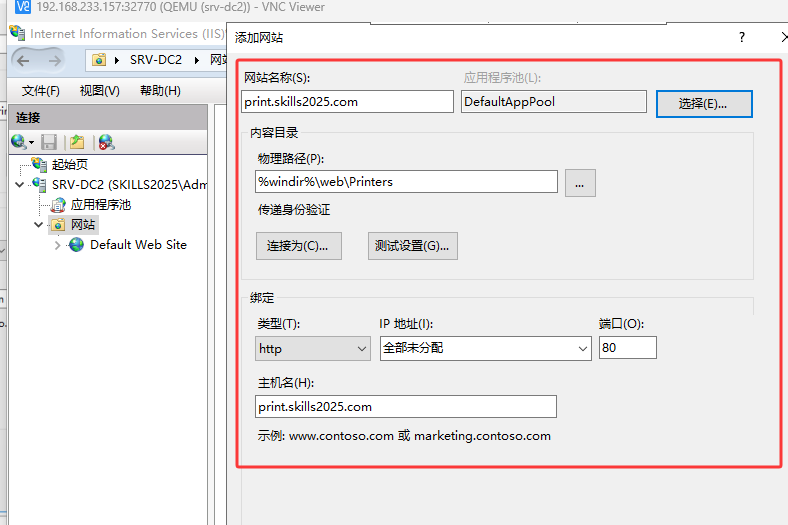 192.168.233.157:32770 (QEMU (srv-dc2)) - VNC Viewer
Internet Information Services (IIS)
添加网站
?
SRV-DC2
网站
文件(F) 视图(V) 帮助(H)
连接
起始页
SRV-DC2 (SKILLS2025\Adm
应用程序池
网站
Default Web Site
网站名称(S):
应用程序池(L):
print.skills2025.com
DefaultAppPool
选择(E)...
内容目录
物理路径(P):
%windir%\web\Printers
...
传递身份验证
连接为(C)...
测试设置(G)...
绑定
类型(T):
IP 地址(I):
端口(O):
http
全部未分配
80
主机名(H):
print.skills2025.com
示例: www.contoso.com 或 marketing.contoso.com